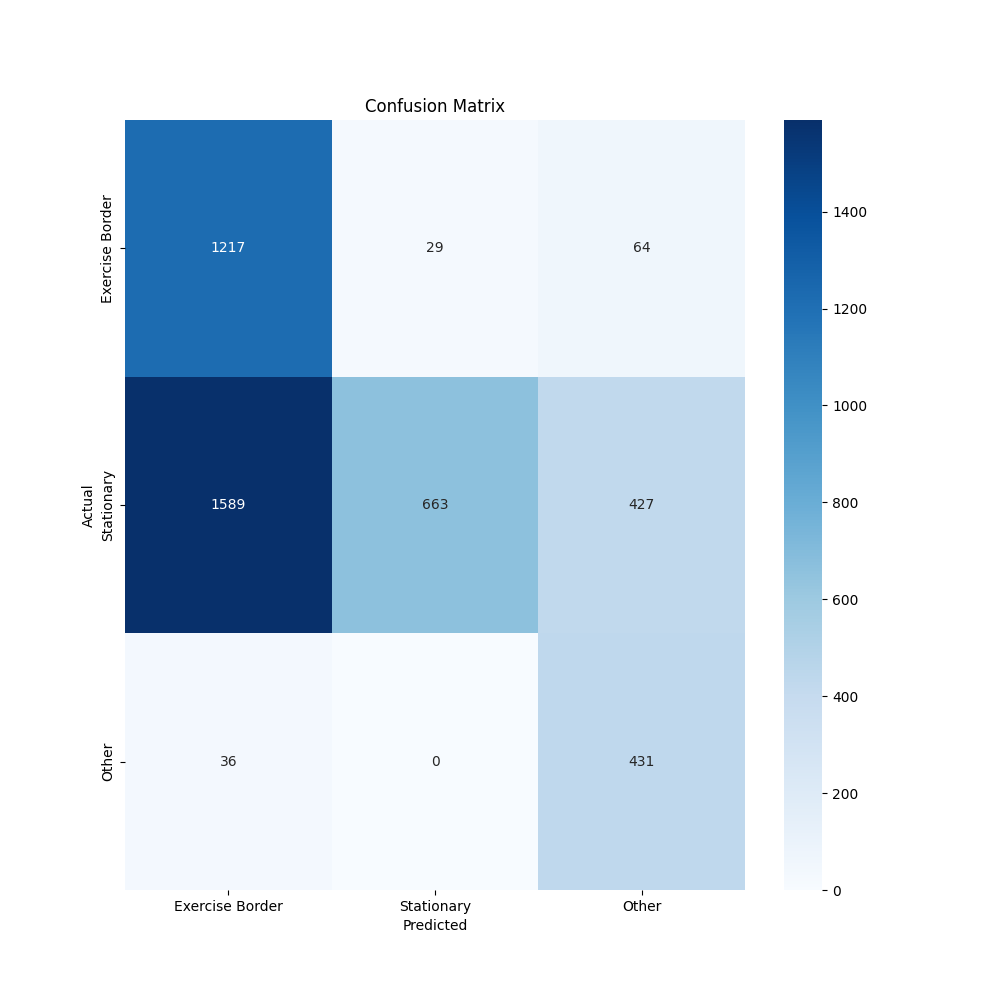 Confusion Matrix
Exercise Border
1217 29 64
Actual
Stationary
1589 663 427
Other
36 0 431
Exercise Border Stationary Other
Predicted
1400
1200
1000
800
600
400
200
0